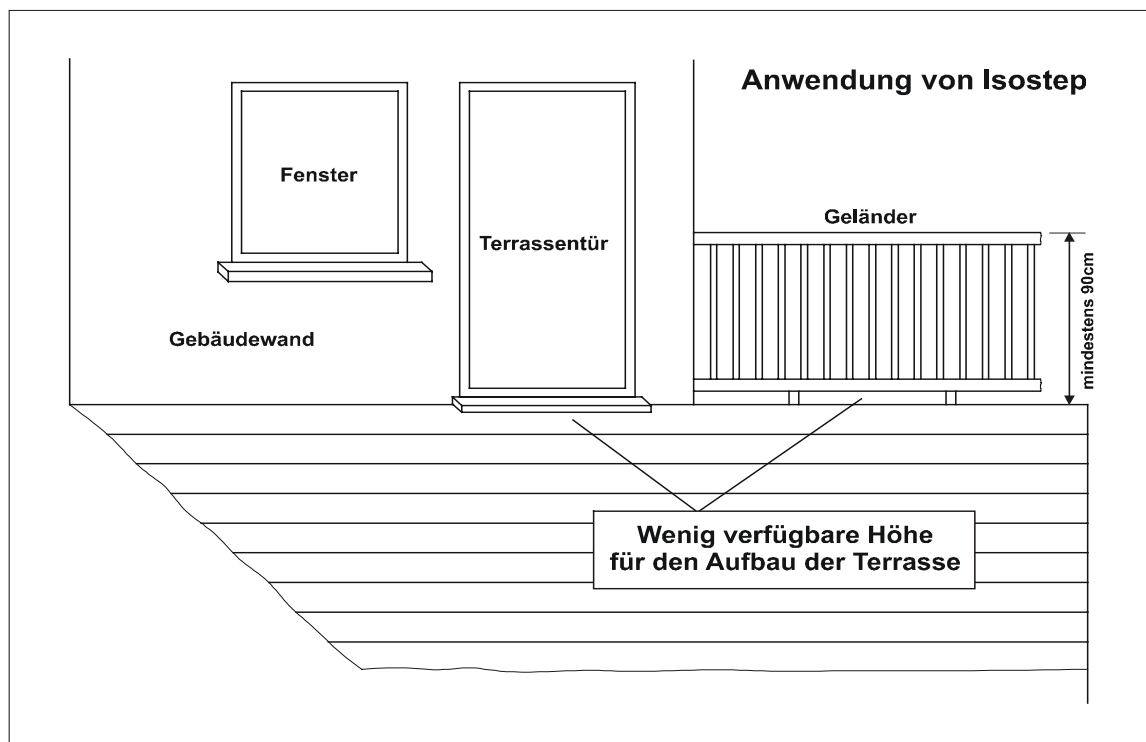 Anwendung von Isostep
Fenster
Terrassentür
Geländer
mindestens 90cm
Gebäudewand
Wenig verfügbare Höhe
für den Aufbau der Terrasse